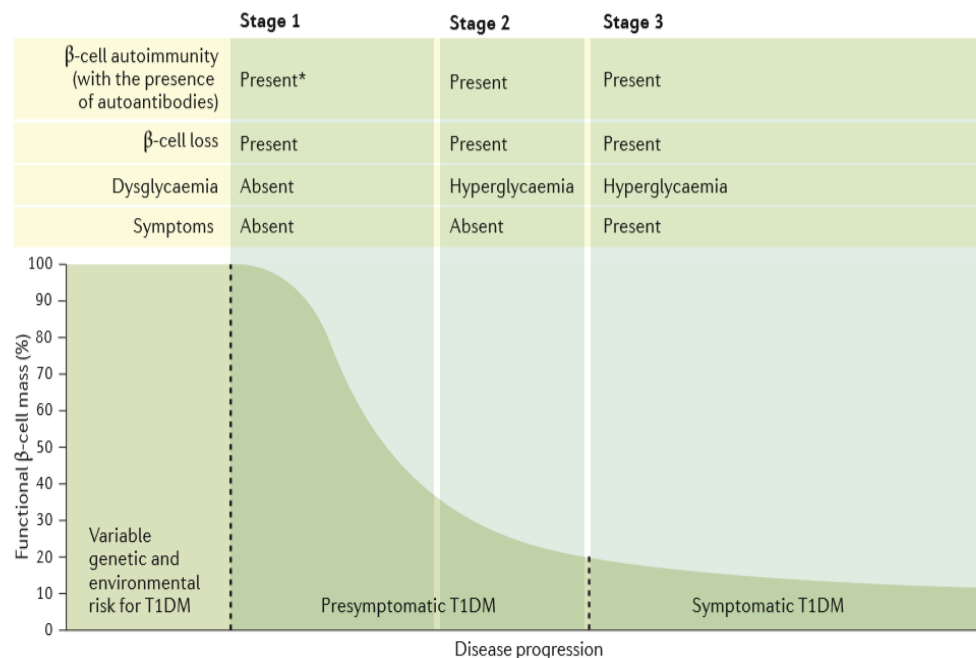 Stage 1 Stage 2 Stage 3
β-cell autoimmunity
(with the presence
of autoantibodies)
Present* Present Present
β-cell loss Present Present Present
Dysglycaemia Absent Hyperglycaemia Hyperglycaemia
Symptoms Absent Absent Present
Functional β-cell mass (%)
100
90
80
70
60
50
40
30
20
10
0
Variable
genetic and
environmental
risk for T1DM
Presymptomatic T1DM
Symptomatic T1DM
Disease progression